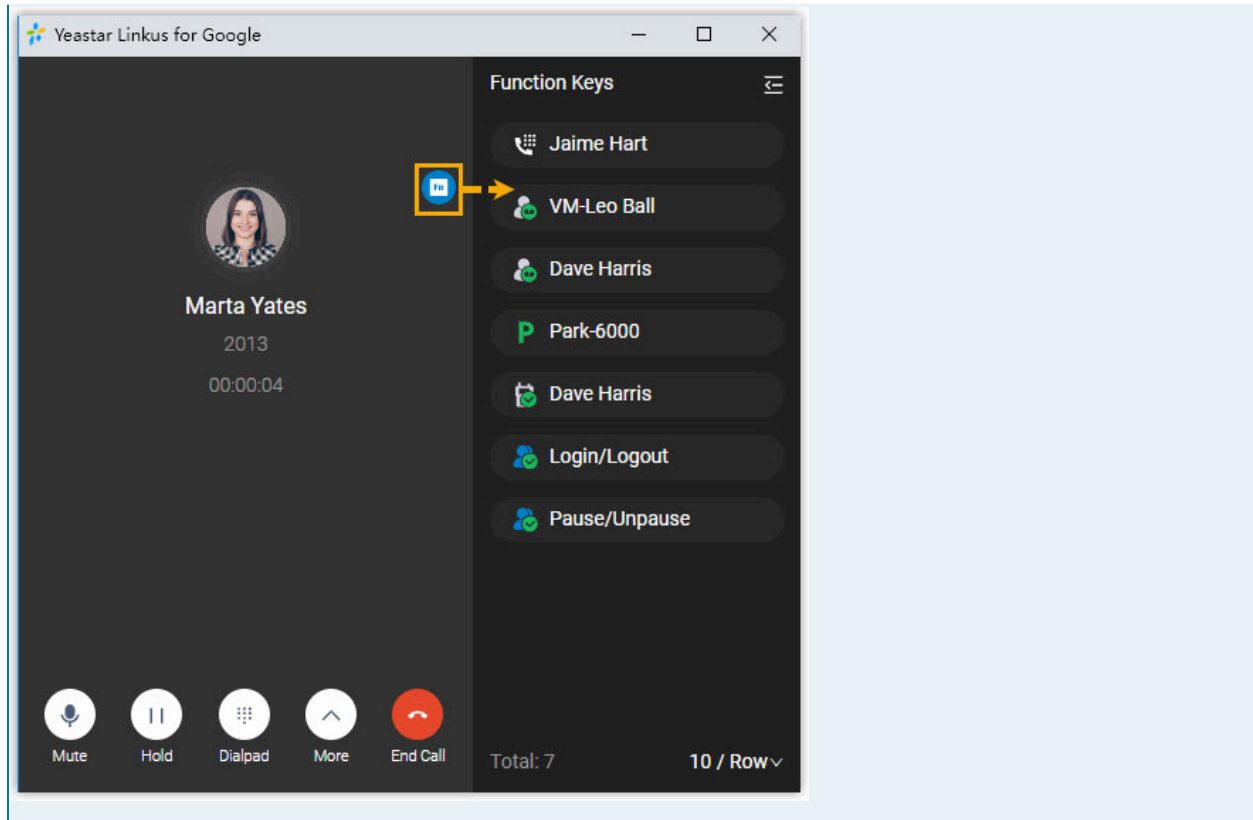 Yeastar Linkus for Google
Function Keys
Jaime Hart
VM-Leo Ball
Dave Harris
Park-6000
Dave Harris
Login/Logout
Pause/Unpause
Total: 7
10 / Row
Fn
Marta Yates
2013
00:00:04
Mute
Hold
Dialpad
More
End Call